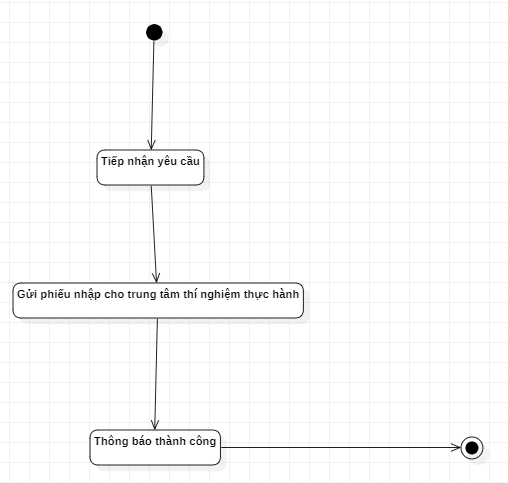 Tiếp nhận yêu cầu
Gửi phiếu nhập cho trung tâm thí nghiệm thực hành
Thông báo thành công